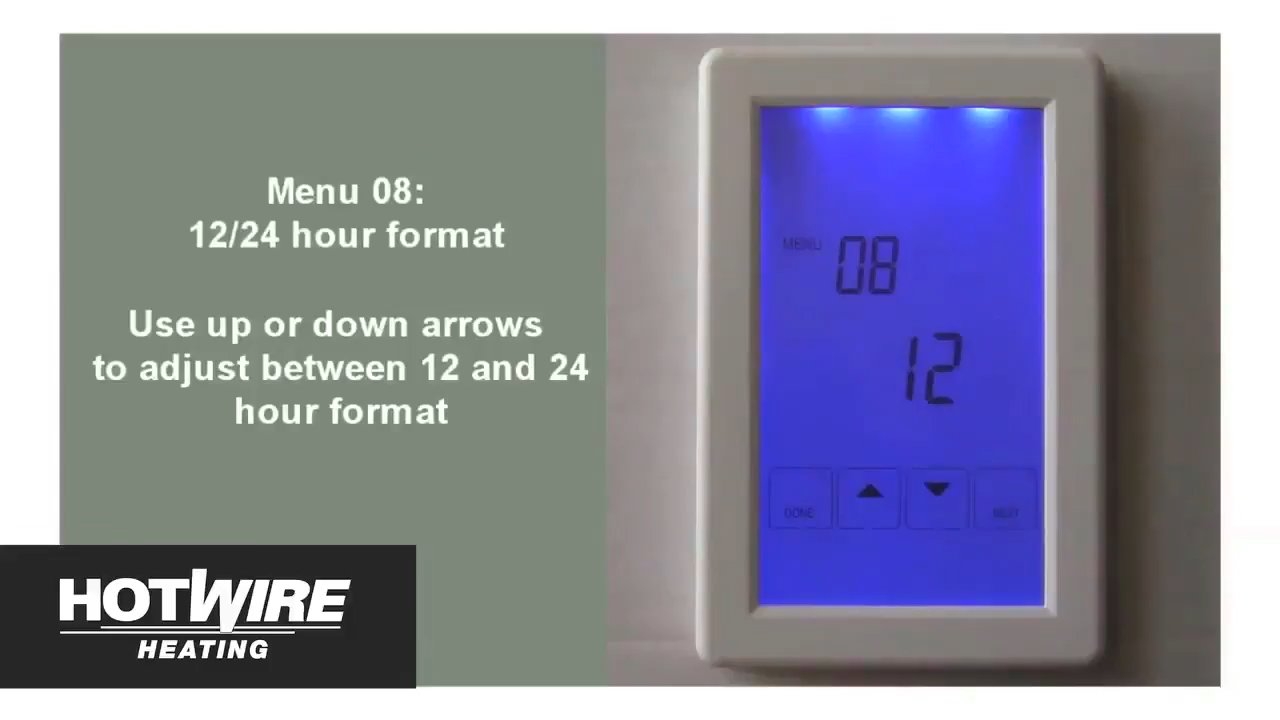 Menu 08:
12/24 hour format
Use up or down arrows
to adjust between 12 and 24
hour format
HOTWIRE
HEATING
MENU 08
12
DONE
NEXT